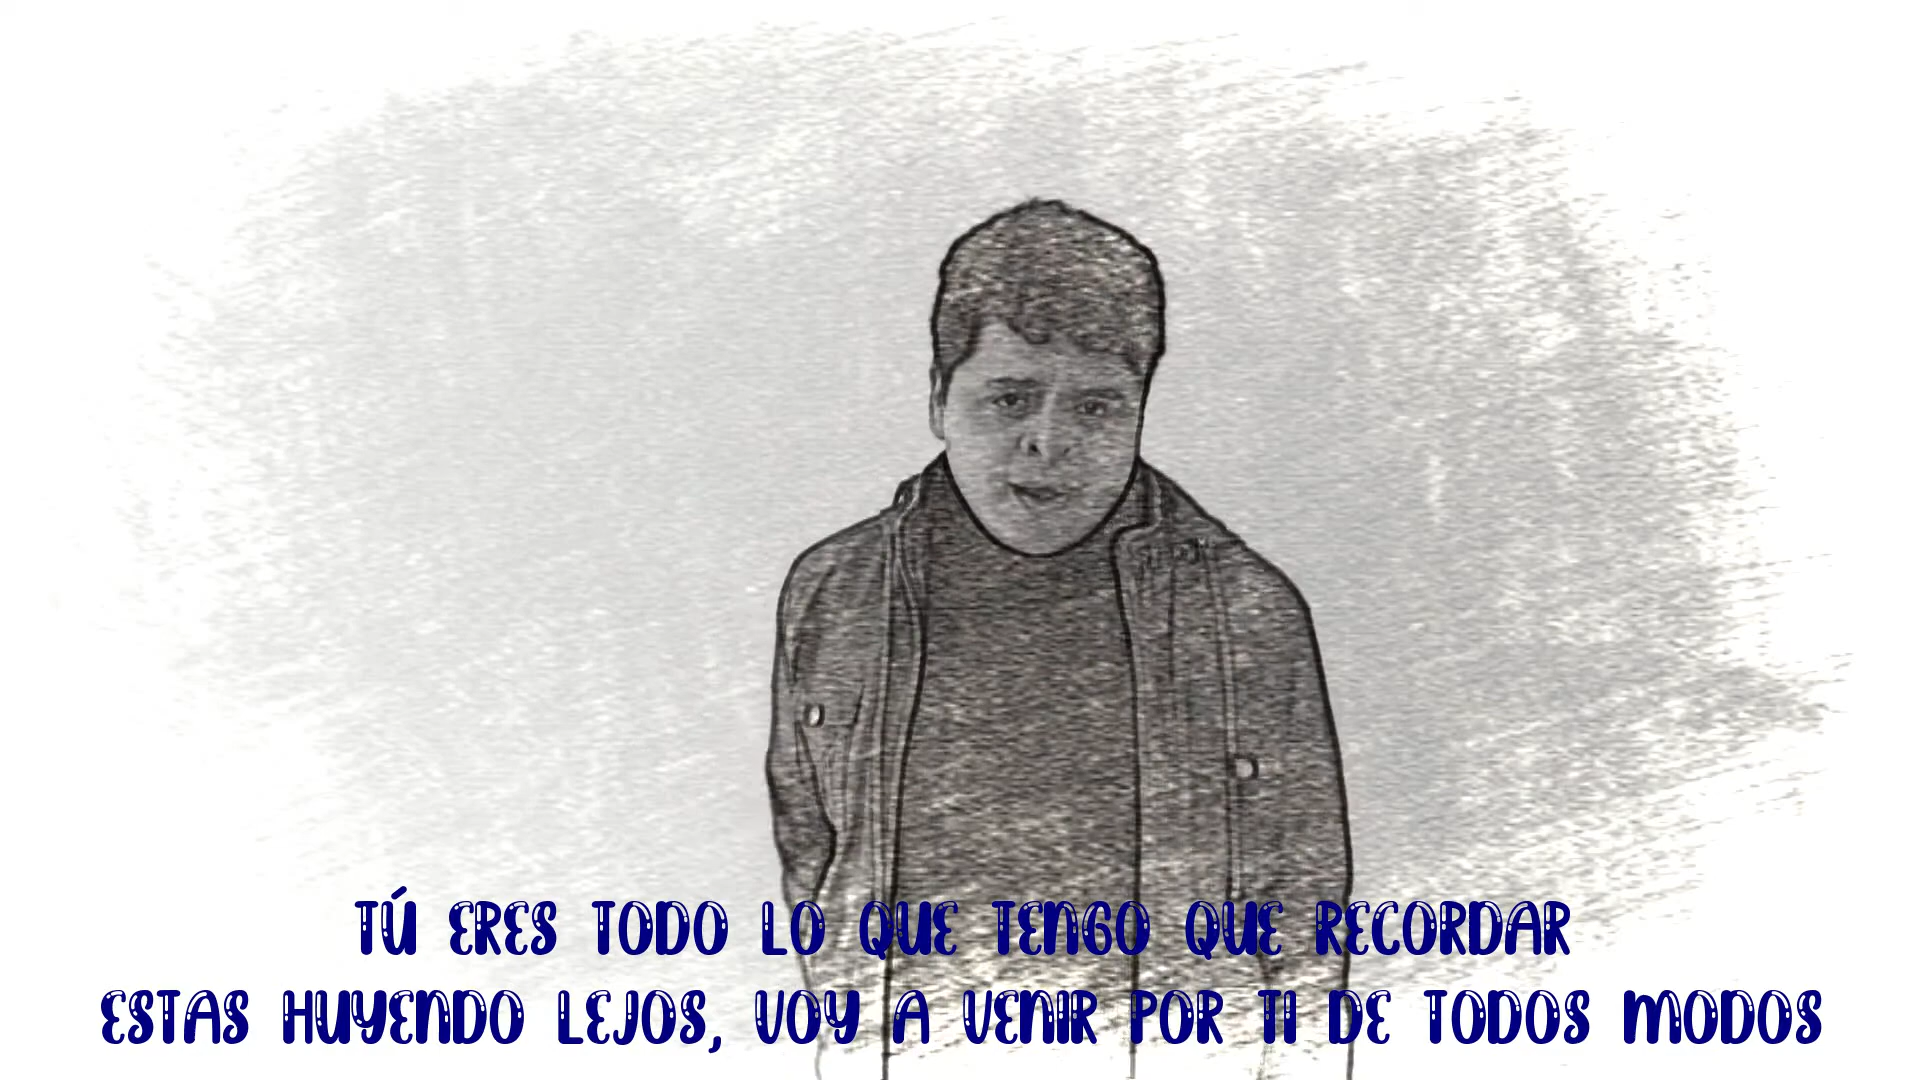 TÚ ERES TODO LO QUE TENGO QUE RECORDAR
ESTAS HUYENDO LEJOS, VOY A VENIR POR TI DE TODOS MODOS